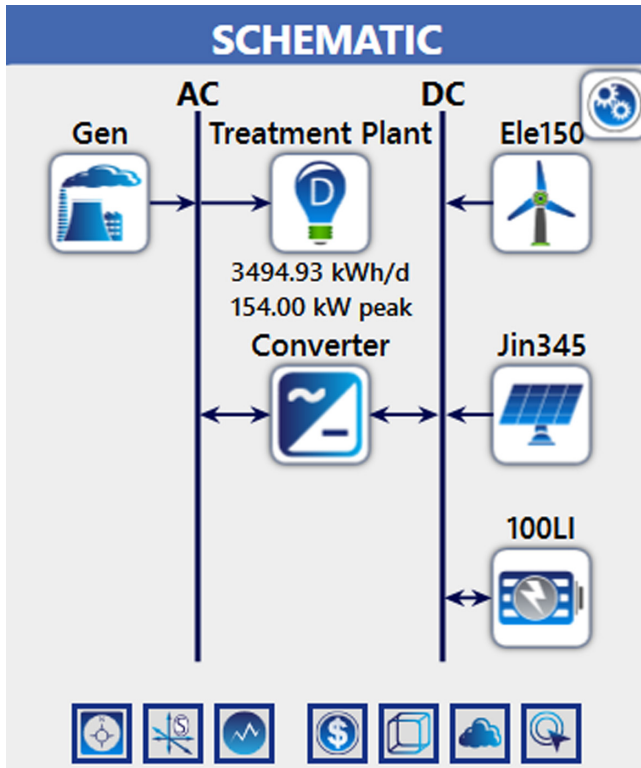 SCHEMATIC
AC DC
Gen Treatment Plant Ele150
D
3494.93 kWh/d
154.00 kW peak
Converter Jin345
100LI
S $